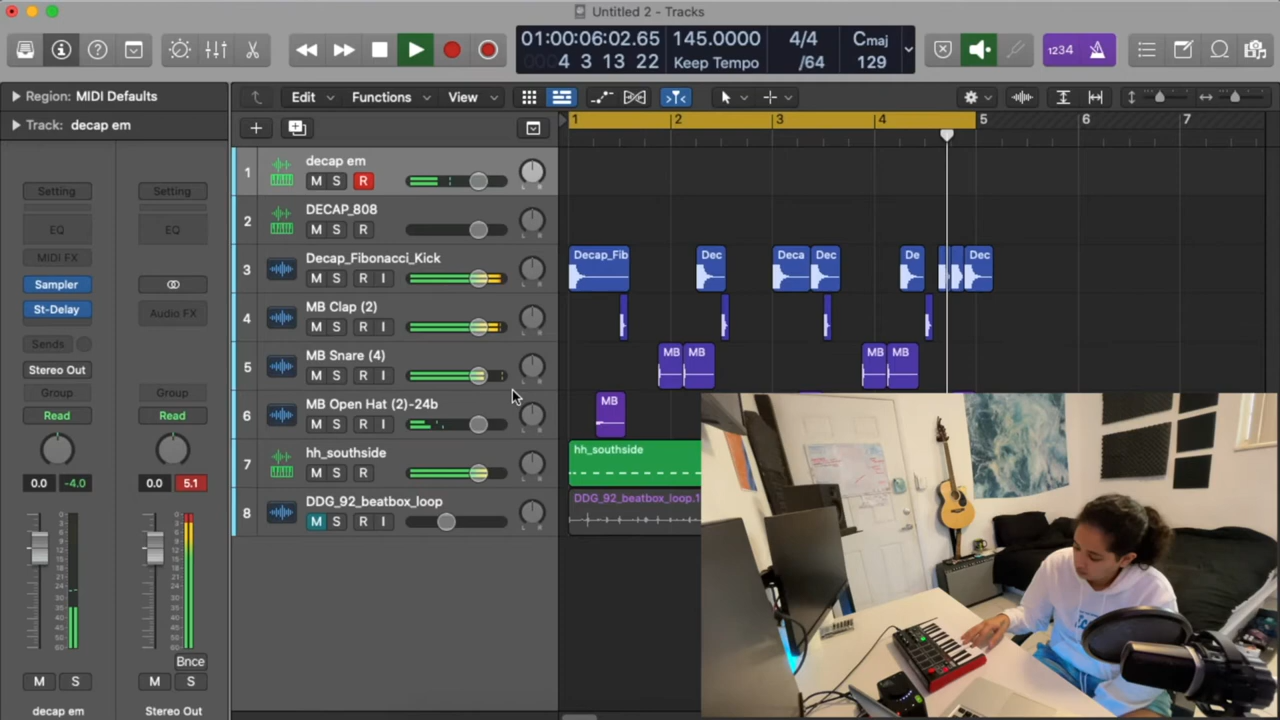 Untitled 2 - Tracks
1234
01:00:06:02.65
4 3 13 22
145.0000
Keep Tempo
4/4
/64
Cmaj
129
Region: MIDI Defaults
Edit
Functions
View
Track: decap em
1 2 3 4 5 6 7
Setting
Setting
EQ
EQ
MIDI FX
Sampler
St-Delay
Audio FX
Sends
Stereo Out
Group
Group
Read
Read
0.0 -4.0
0.0 5.1
Bnce
M S
M S
decap em
Stereo Out
1 decap em
M S R
2 DECAP_808
M S R
3 Decap_Fibonacci_Kick
M S R I
4 MB Clap (2)
M S R I
5 MB Snare (4)
M S R I
6 MB Open Hat (2)-24b
M S R I
7 hh_southside
M S R
8 DDG_92_beatbox_loop
M S R I
Decap_Fib
Dec
Deca
Dec
De
Dec
MB MB
MB MB
MB
hh_southside
DDG_92_beatbox_loop.1